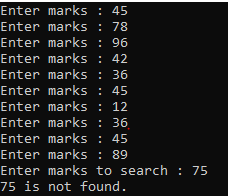 Enter marks : 45
Enter marks : 78
Enter marks : 96
Enter marks : 42
Enter marks : 36
Enter marks : 45
Enter marks : 12
Enter marks : 36
Enter marks : 45
Enter marks : 89
Enter marks to search : 75
75 is not found.